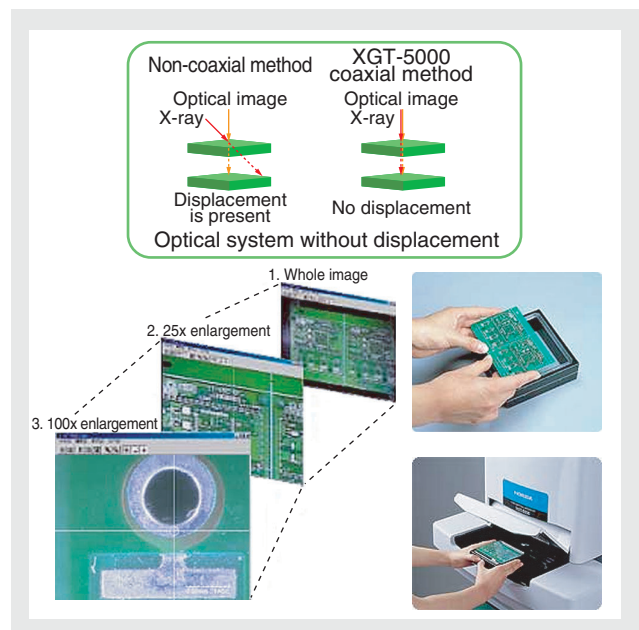 Non-coaxial method
XGT-5000
coaxial method
Optical image
X-ray
Optical image
X-ray
Displacement
is present
No displacement
Optical system without displacement
1. Whole image
2. 25x enlargement
3. 100x enlargement
HORIBA